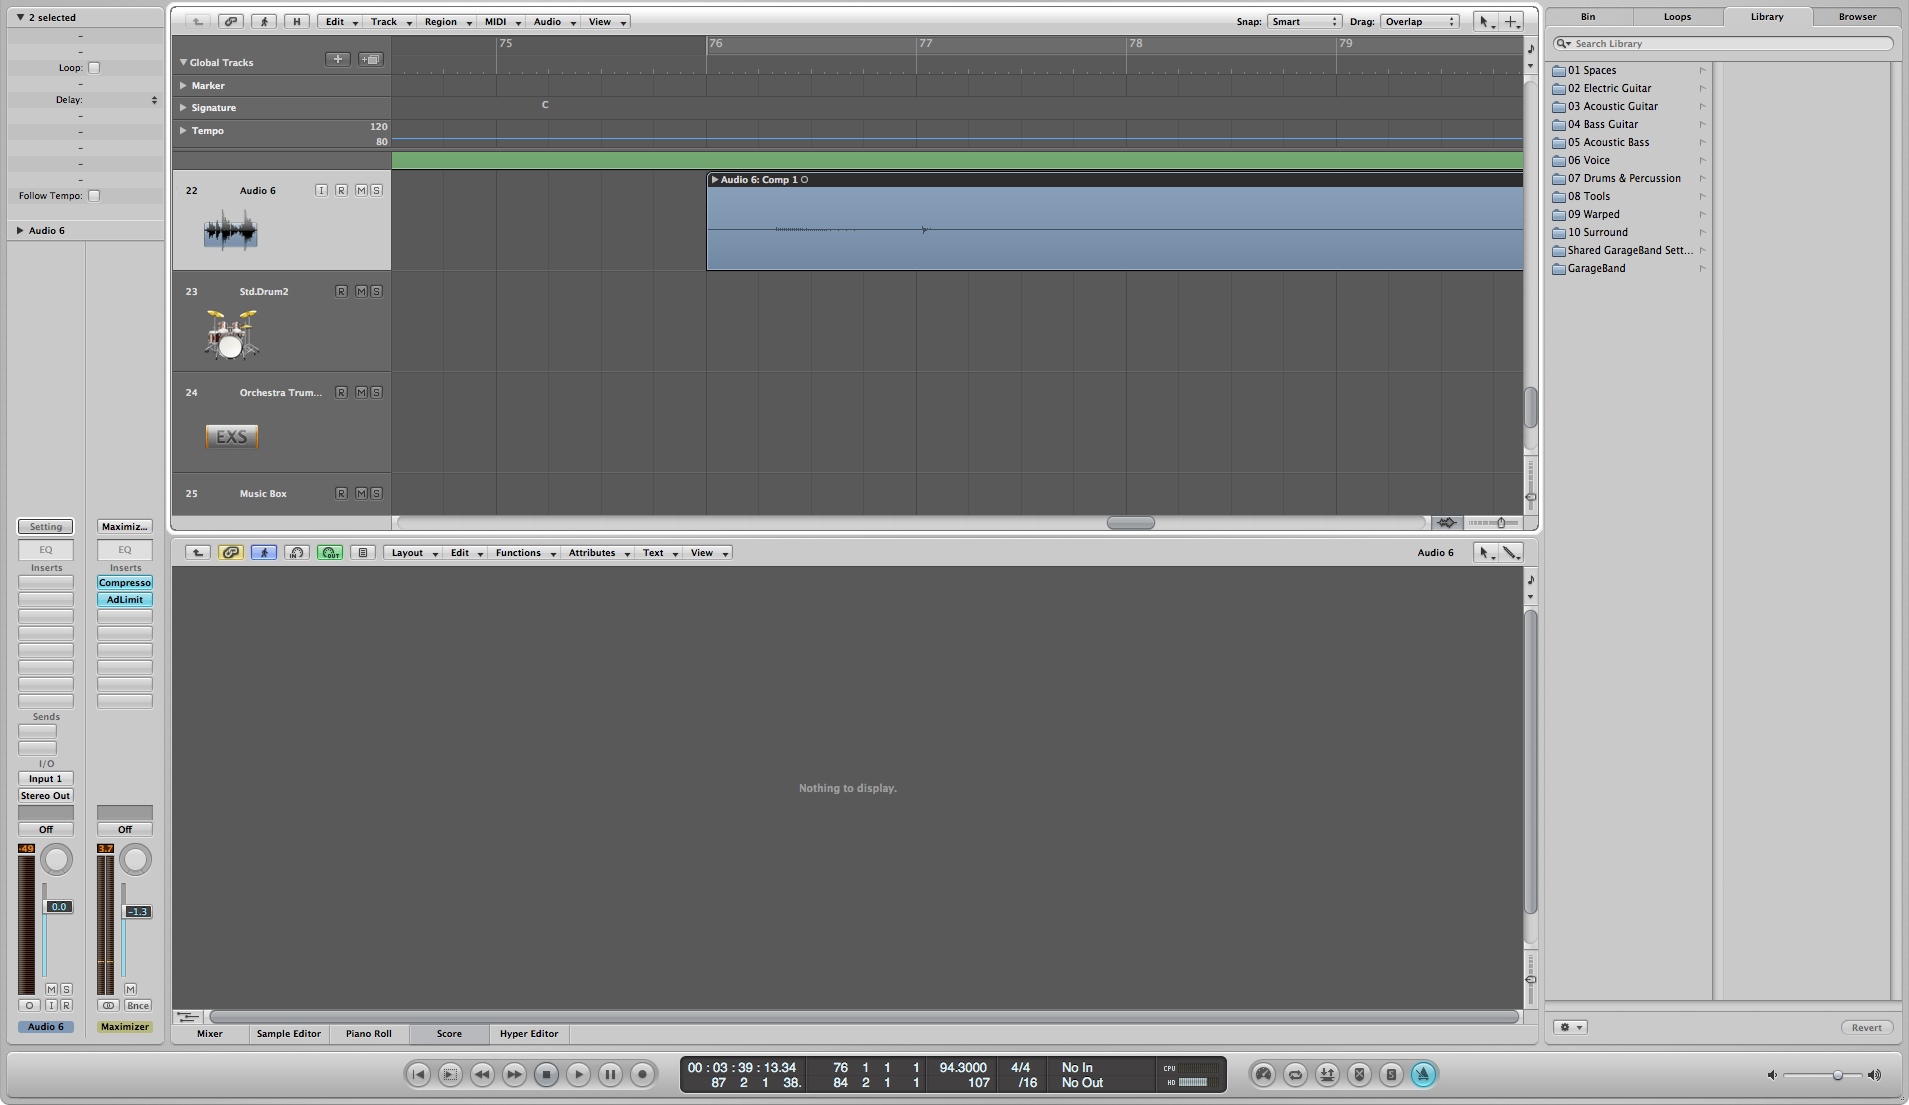 2 selected
Loop:
Delay:
Follow Tempo:
Audio 6
Setting
EQ
Inserts
Sends
I/O
Input 1
Stereo Out
Off
-49
0.0
M S
O I R
Audio 6
Maximiz...
EQ
Inserts
Compresso
AdLimit
Off
3.7
-1.3
M
Bnce
Maximizer
H Edit Track Region MIDI Audio View Snap: Smart Drag: Overlap
75 76 77 78 79
Global Tracks
Marker
Signature C
Tempo 120
80
22 Audio 6 I R M S
Audio 6: Comp 1
23 Std.Drum2 R M S
24 Orchestra Trum... R M S
EXS
25 Music Box R M S
IN OUT Layout Edit Functions Attributes Text View Audio 6
Nothing to display.
Mixer Sample Editor Piano Roll Score Hyper Editor
Bin Loops Library Browser
Search Library
01 Spaces
02 Electric Guitar
03 Acoustic Guitar
04 Bass Guitar
05 Acoustic Bass
06 Voice
07 Drums & Percussion
08 Tools
09 Warped
10 Surround
Shared GarageBand Sett...
GarageBand
Revert
00 : 03 : 39 : 13.34 76 1 1 1 94.3000 4/4 No In CPU
87 2 1 38. 84 2 1 1 107 /16 No Out HD
S